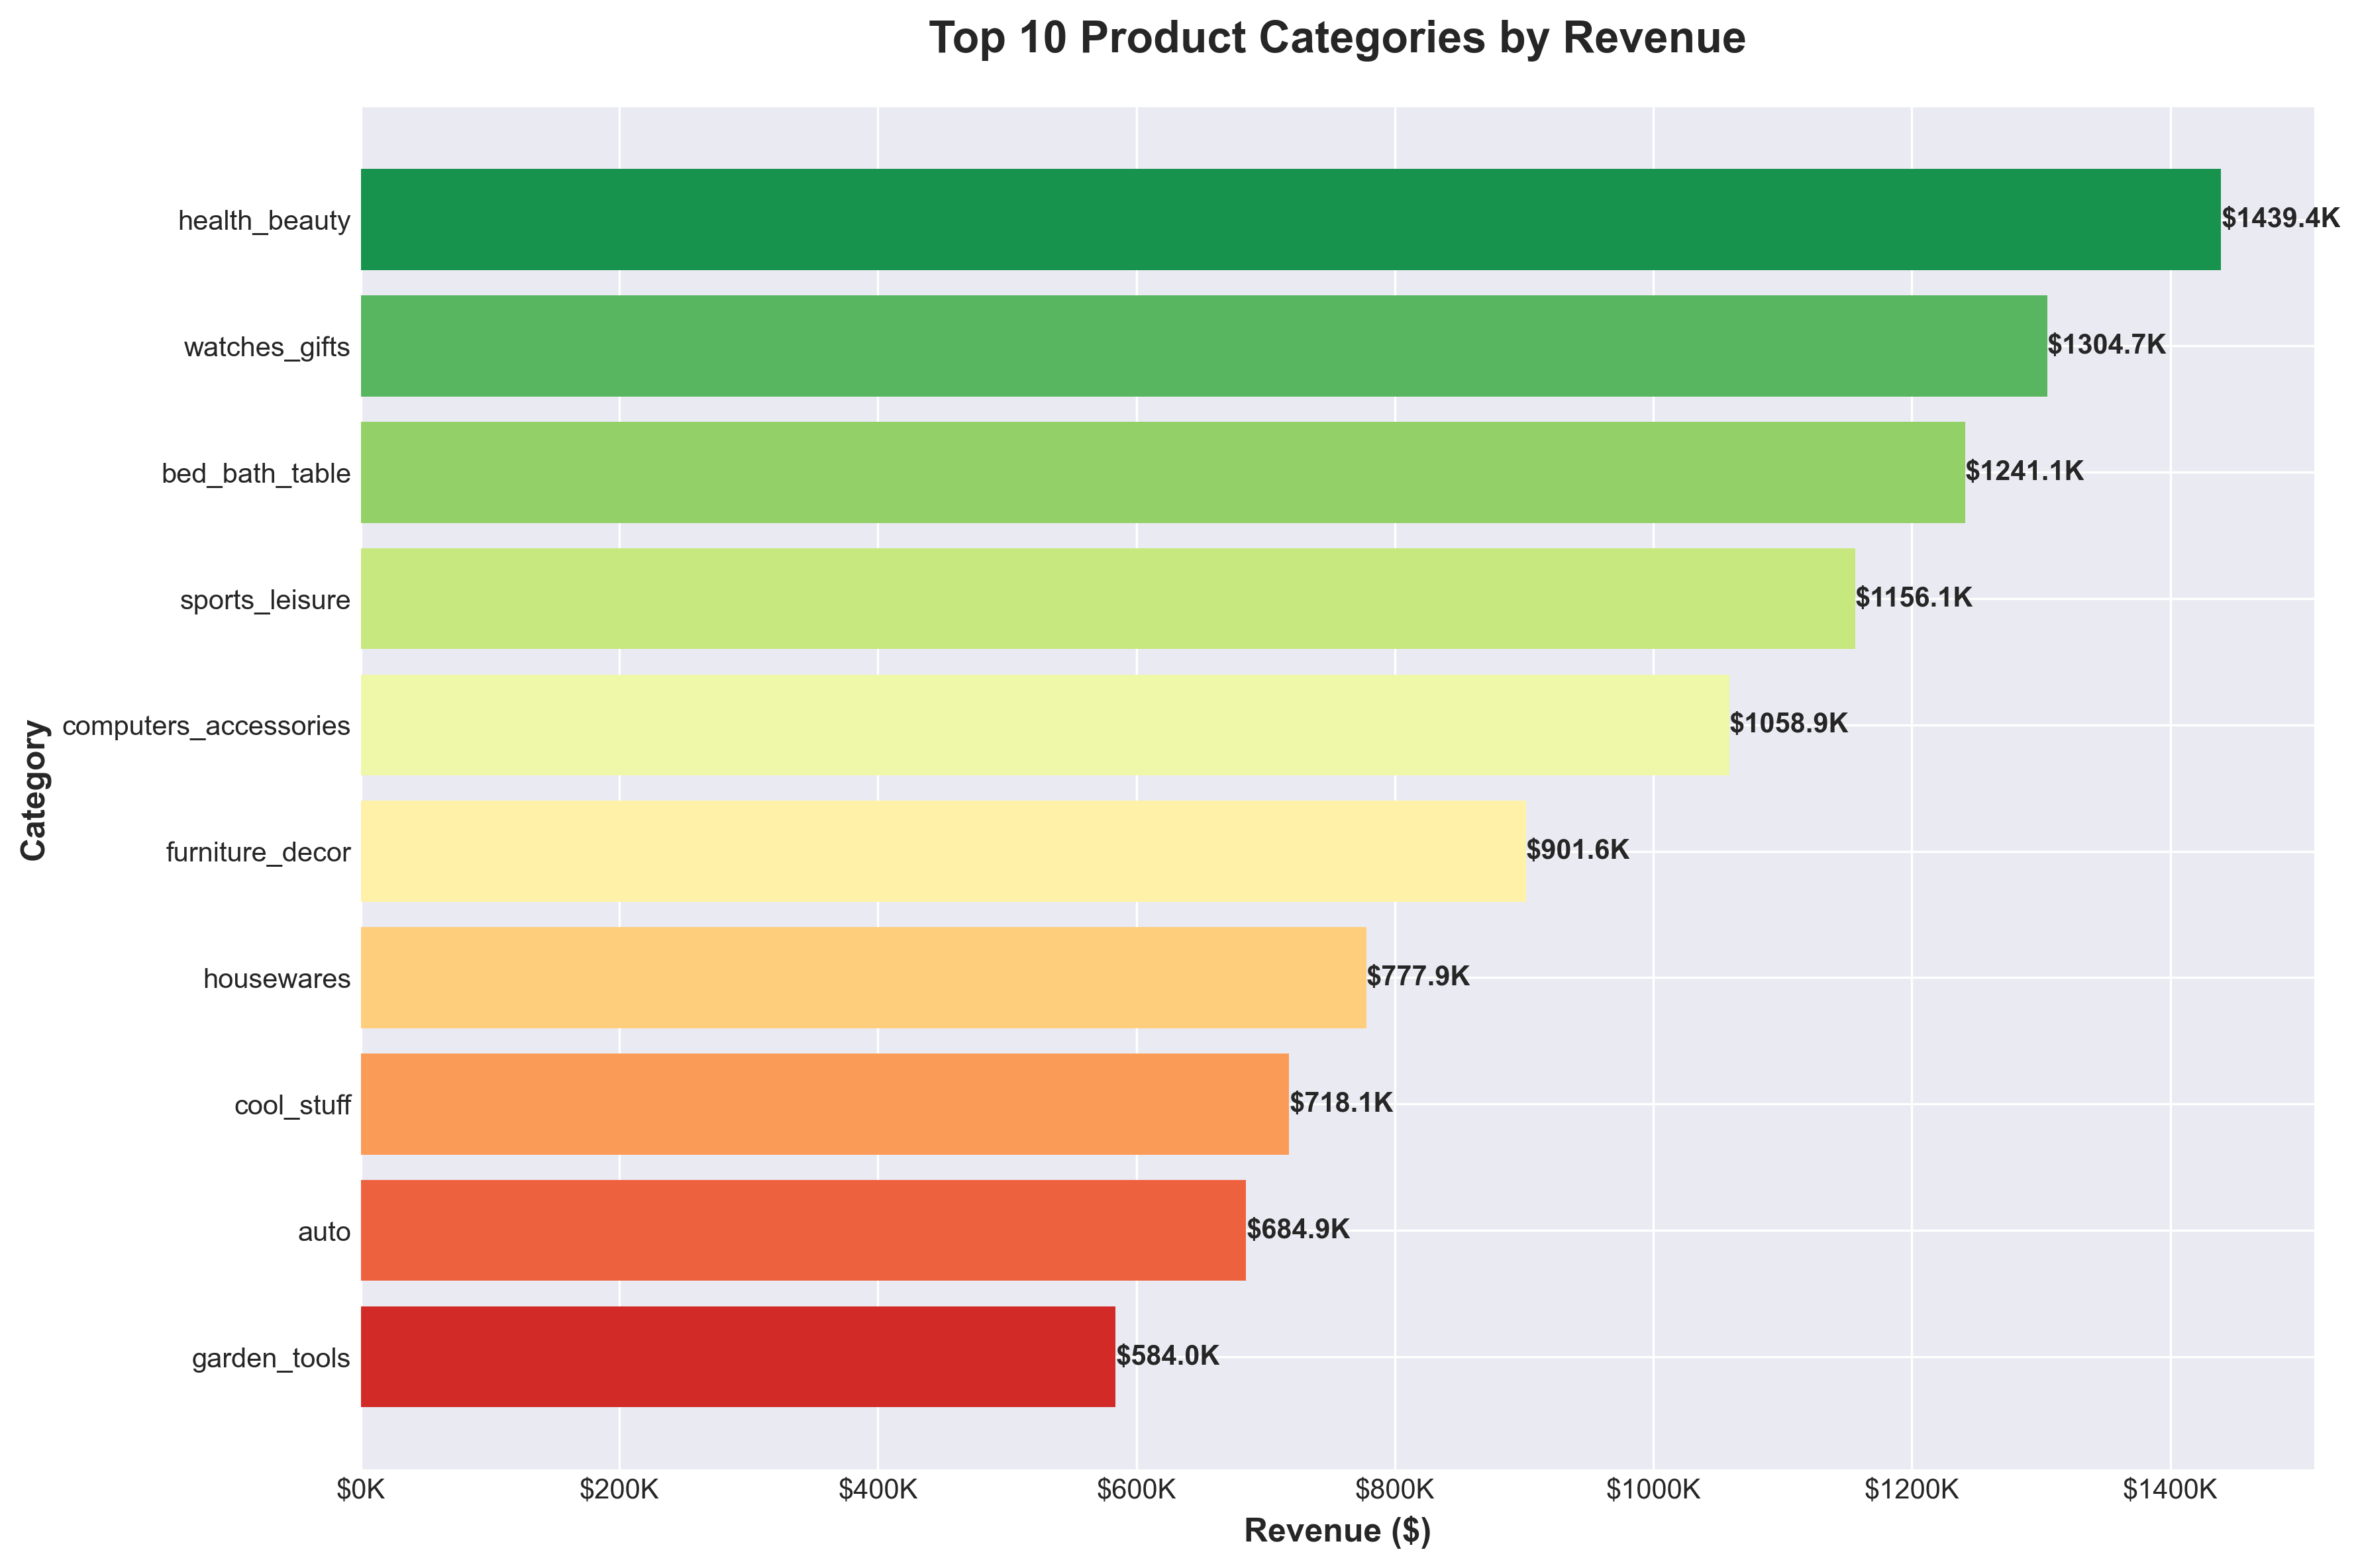 Top 10 Product Categories by Revenue
health_beauty $1439.4K
watches_gifts $1304.7K
bed_bath_table $1241.1K
sports_leisure $1156.1K
computers_accessories $1058.9K
furniture_decor $901.6K
housewares $777.9K
cool_stuff $718.1K
auto $684.9K
garden_tools $584.0K
Category
$0K $200K $400K $600K $800K $1000K $1200K $1400K
Revenue ($)